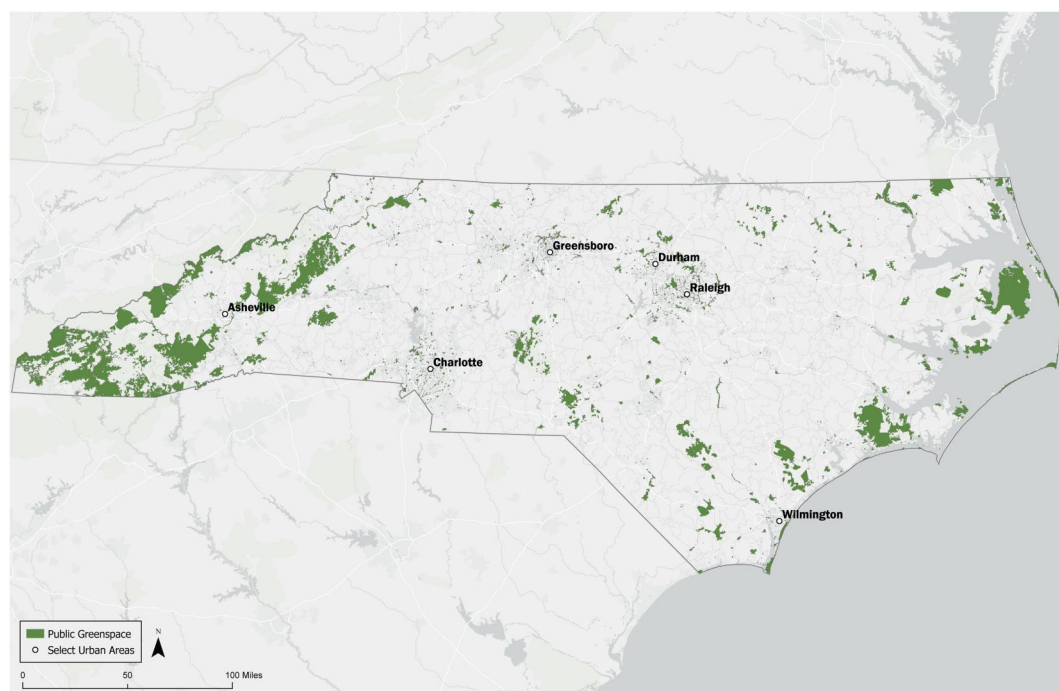 Greensboro
Durham
Raleigh
Asheville
Charlotte
Wilmington
Public Greenspace
Select Urban Areas
N
0 50 100 Miles